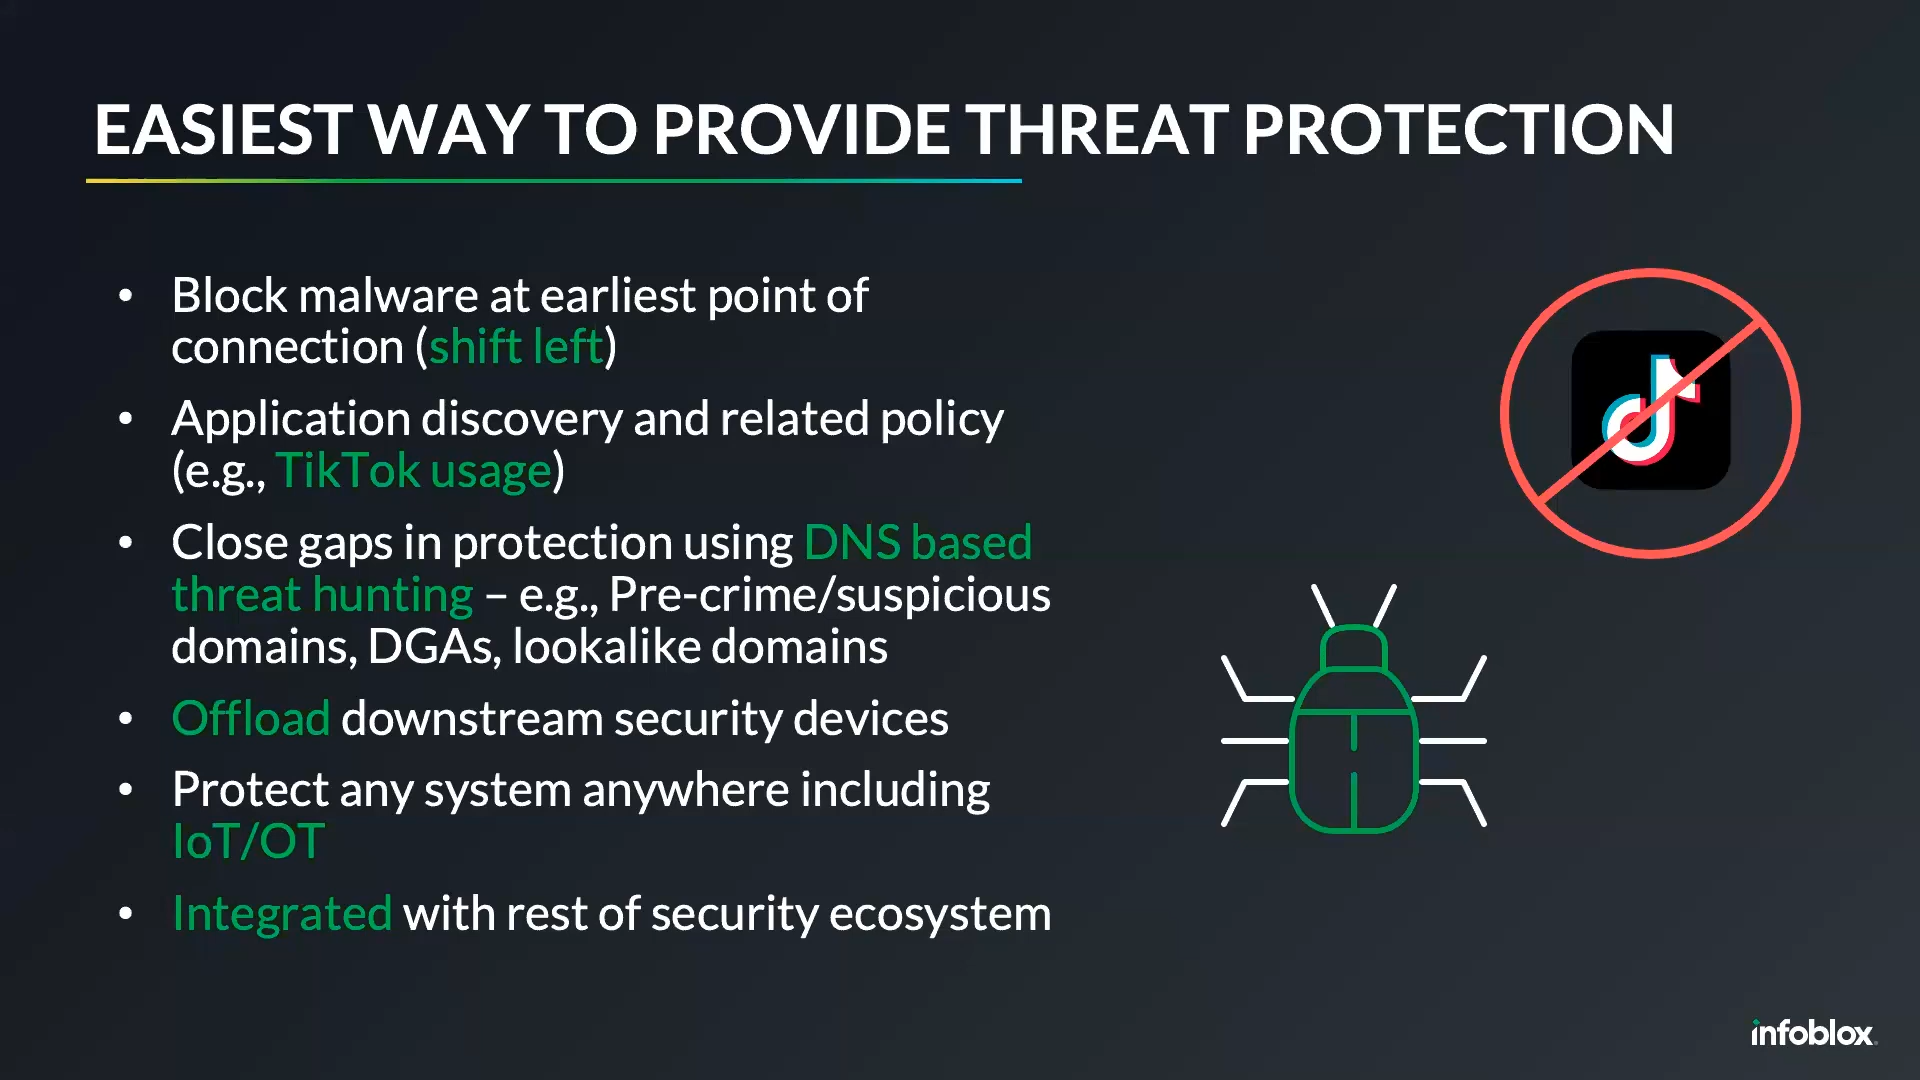 EASIEST WAY TO PROVIDE THREAT PROTECTION
• Block malware at earliest point of
connection (shift left)
• Application discovery and related policy
(e.g., TikTok usage)
• Close gaps in protection using DNS based
threat hunting – e.g., Pre-crime/suspicious
domains, DGAs, lookalike domains
• Offload downstream security devices
• Protect any system anywhere including
IoT/OT
• Integrated with rest of security ecosystem
infoblox.